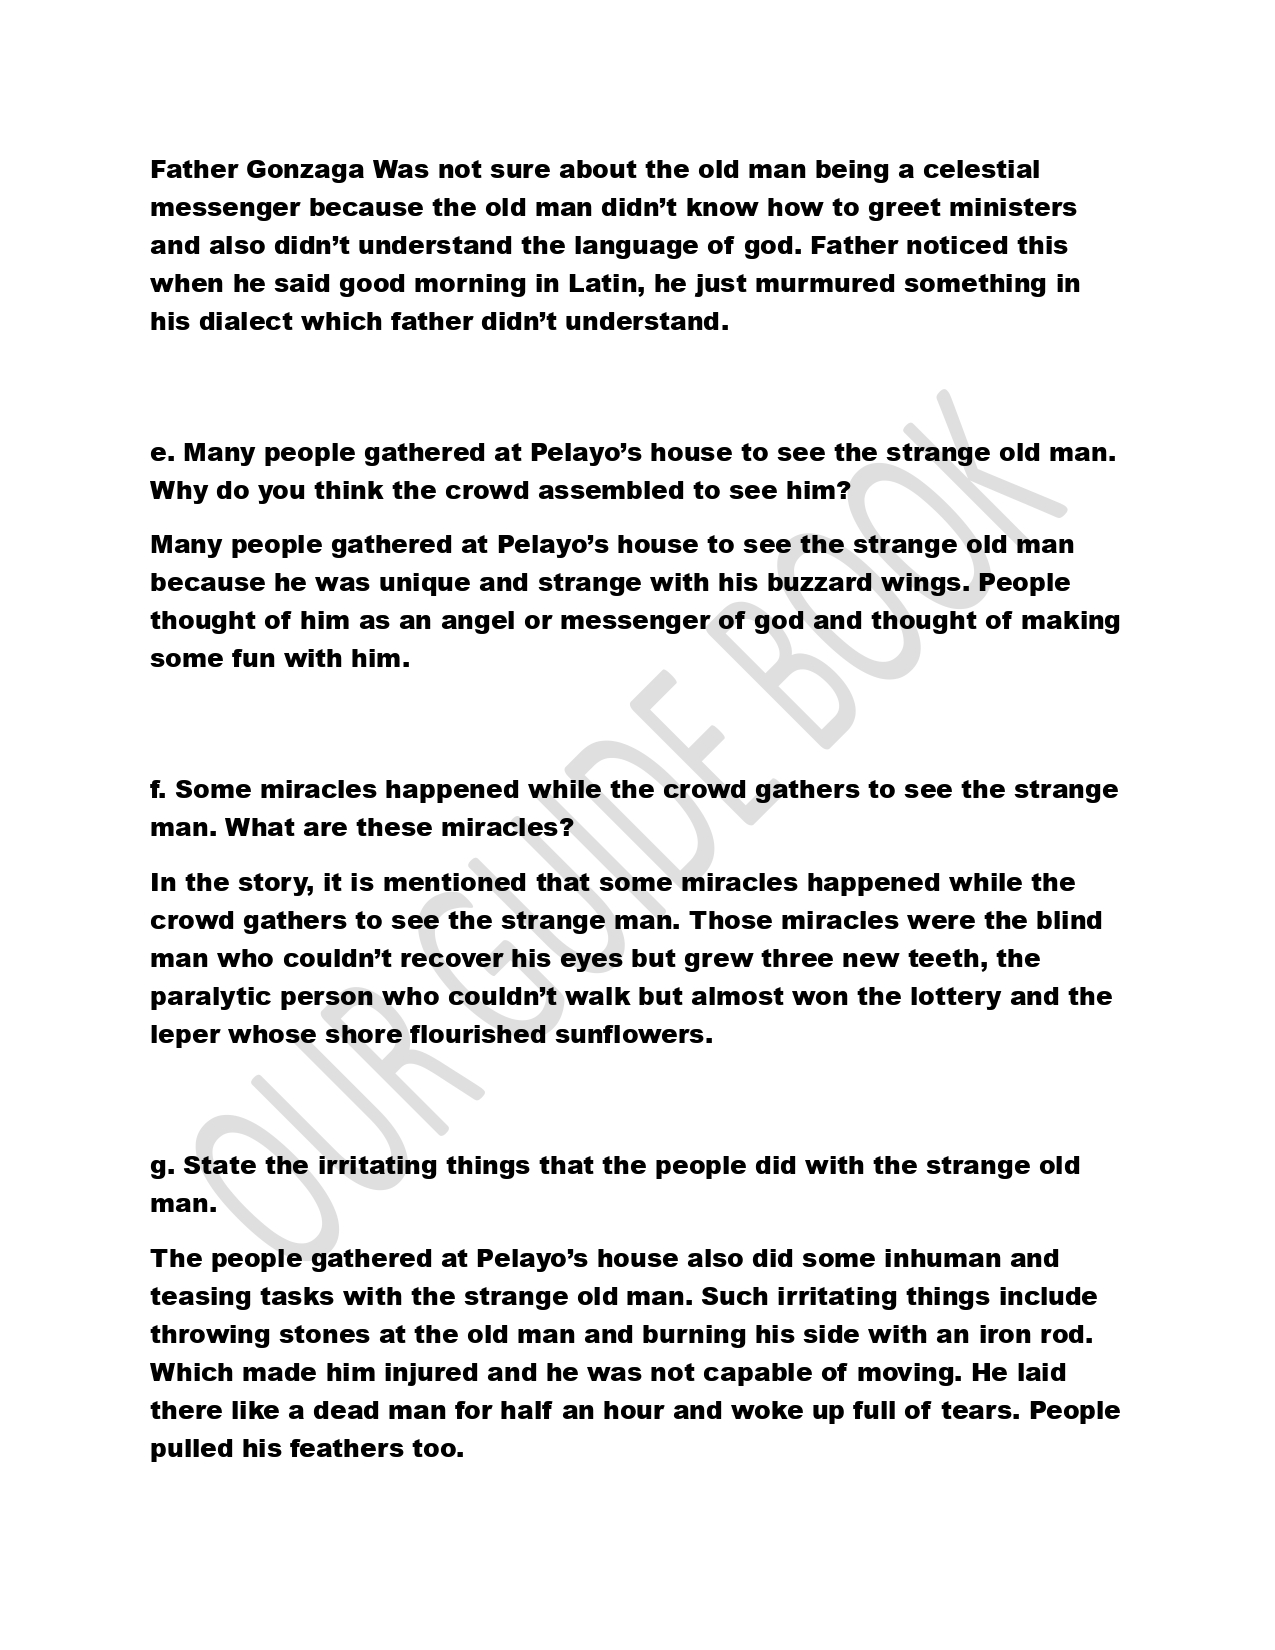 Father Gonzaga Was not sure about the old man being a celestial
messenger because the old man didn’t know how to greet ministers
and also didn’t understand the language of god. Father noticed this
when he said good morning in Latin, he just murmured something in
his dialect which father didn’t understand.
e. Many people gathered at Pelayo’s house to see the strange old man.
Why do you think the crowd assembled to see him?
Many people gathered at Pelayo’s house to see the strange old man
because he was unique and strange with his buzzard wings. People
thought of him as an angel or messenger of god and thought of making
some fun with him.
f. Some miracles happened while the crowd gathers to see the strange
man. What are these miracles?
In the story, it is mentioned that some miracles happened while the
crowd gathers to see the strange man. Those miracles were the blind
man who couldn’t recover his eyes but grew three new teeth, the
paralytic person who couldn’t walk but almost won the lottery and the
leper whose shore flourished sunflowers.
g. State the irritating things that the people did with the strange old
man.
The people gathered at Pelayo’s house also did some inhuman and
teasing tasks with the strange old man. Such irritating things include
throwing stones at the old man and burning his side with an iron rod.
Which made him injured and he was not capable of moving. He laid
there like a dead man for half an hour and woke up full of tears. People
pulled his feathers too.
OUR GUIDE BOOK